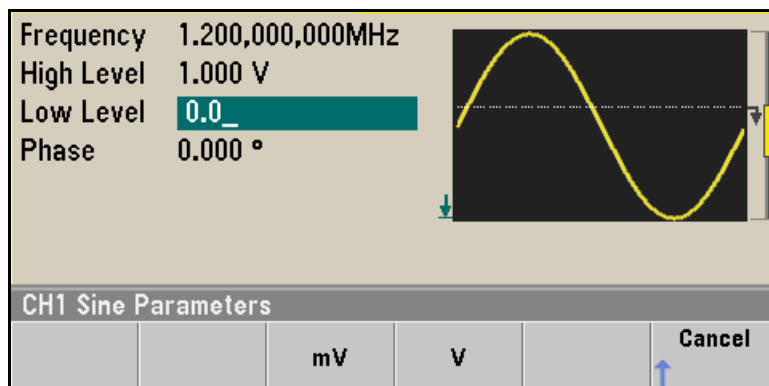 Frequency 1.200,000,000MHz
High Level 1.000 V
Low Level 0.0_
Phase 0.000 °
CH1 Sine Parameters
mV V Cancel